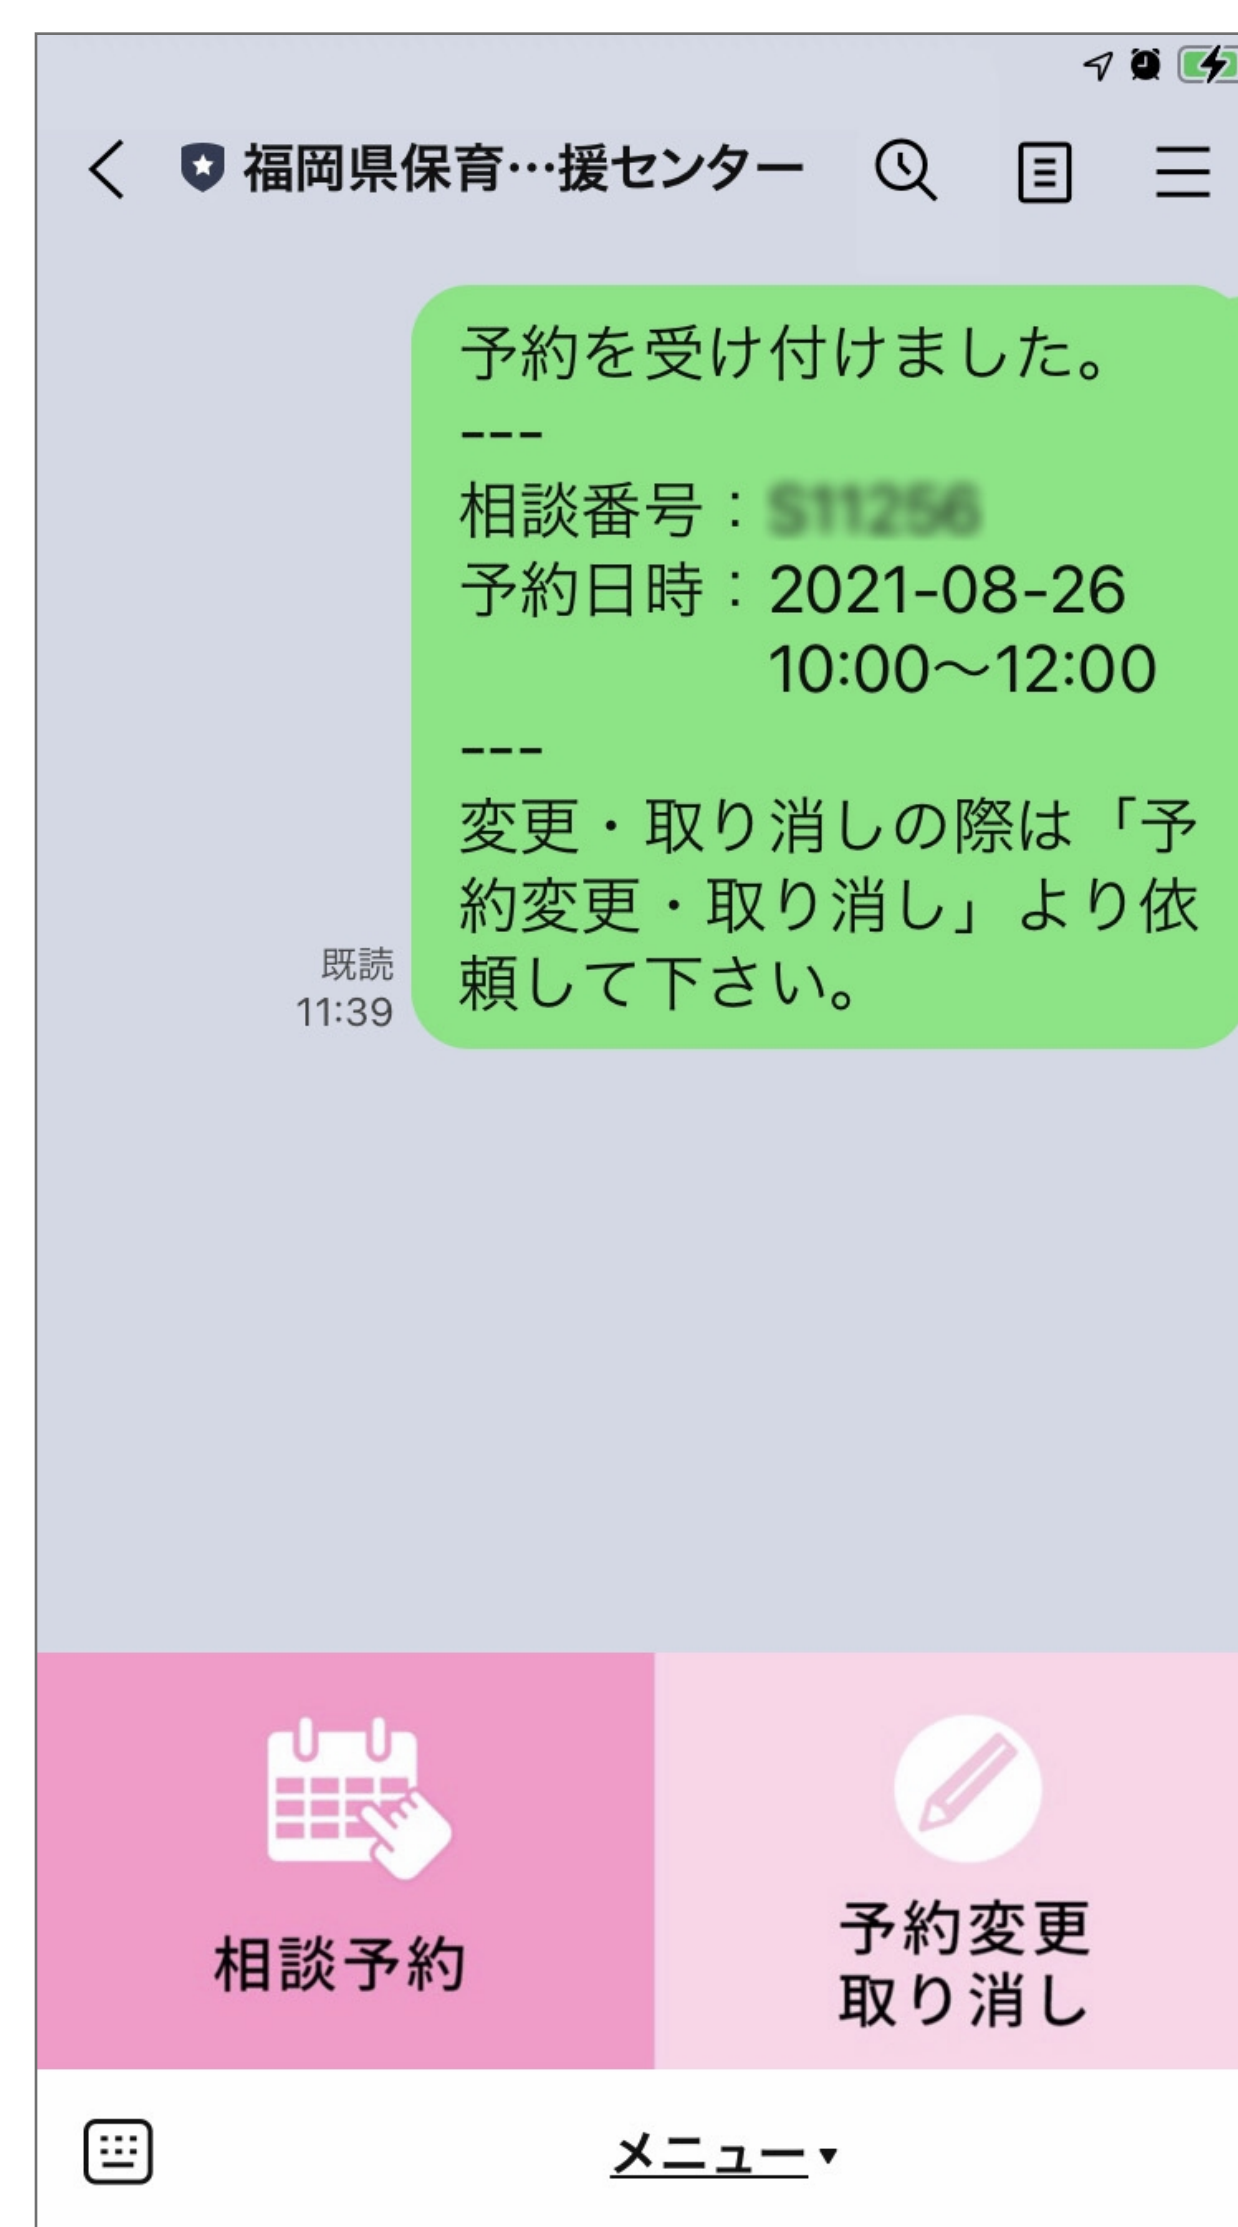 福岡県保育…援センター
予約を受け付けました。
---
相談番号：
予約日時：2021-08-26
10:00〜12:00
---
変更・取り消しの際は「予
約変更・取り消し」より依
頼して下さい。
既読
11:39
相談予約
予約変更
取り消し
メニュー▼